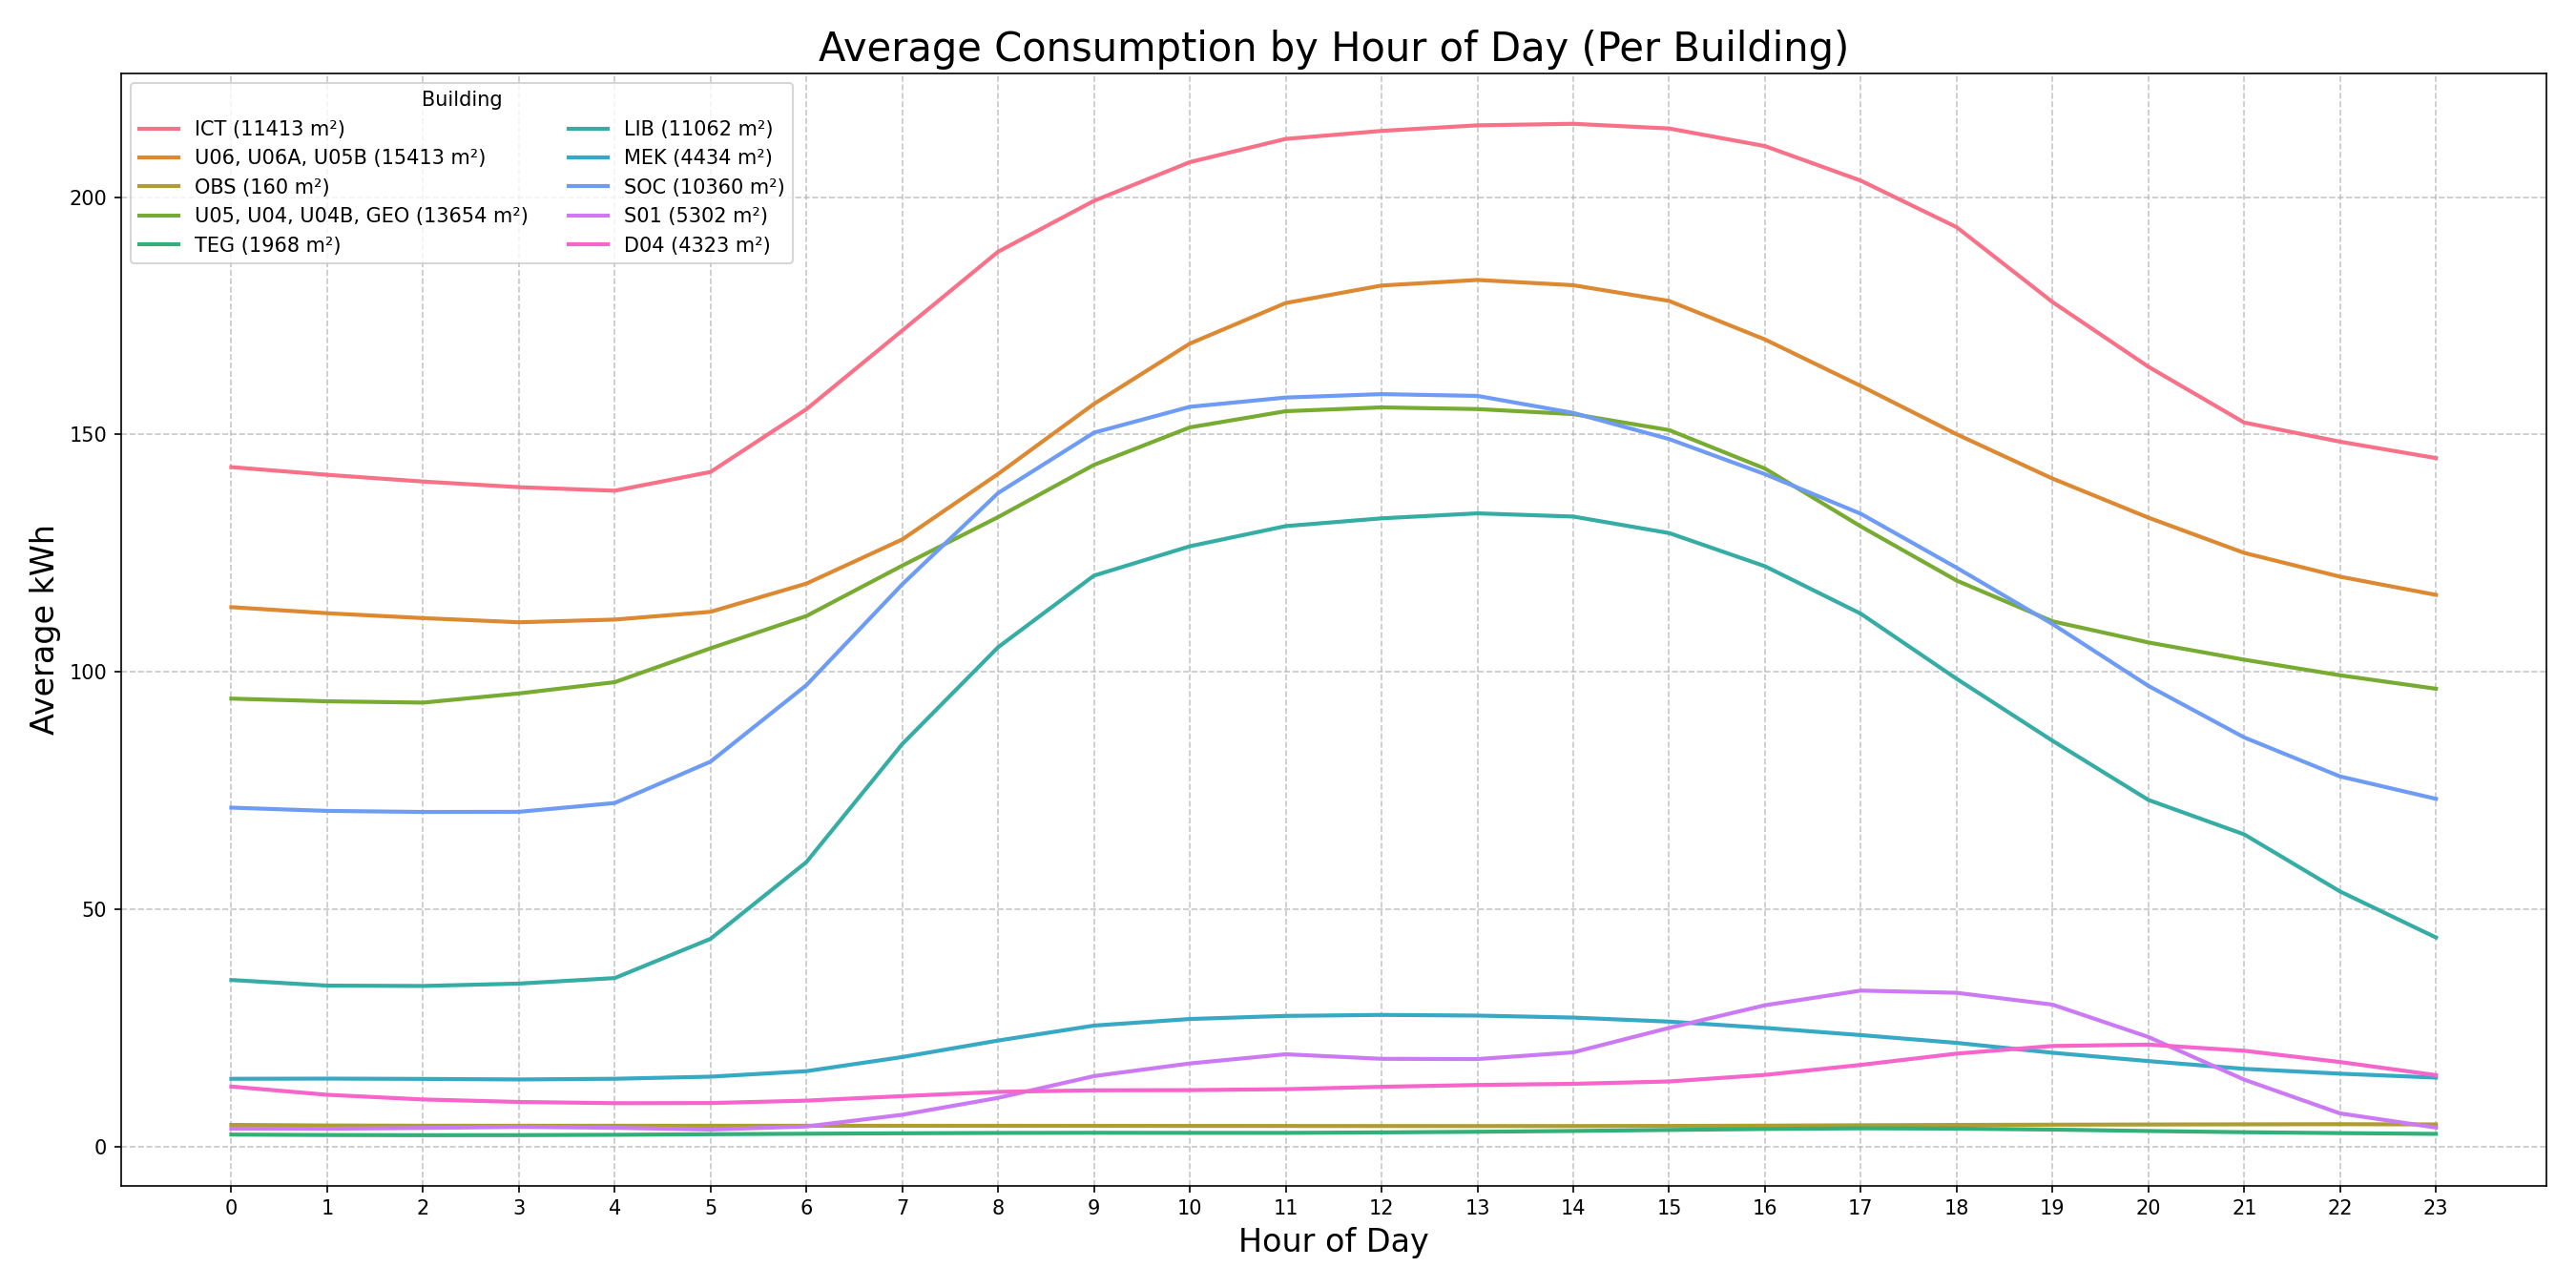 Average Consumption by Hour of Day (Per Building)
Building
ICT (11413 m²)
U06, U06A, U05B (15413 m²)
OBS (160 m²)
U05, U04, U04B, GEO (13654 m²)
TEG (1968 m²)
LIB (11062 m²)
MEK (4434 m²)
SOC (10360 m²)
S01 (5302 m²)
D04 (4323 m²)
Average kWh
200
150
100
50
0
0 1 2 3 4 5 6 7 8 9 10 11 12 13 14 15 16 17 18 19 20 21 22 23
Hour of Day